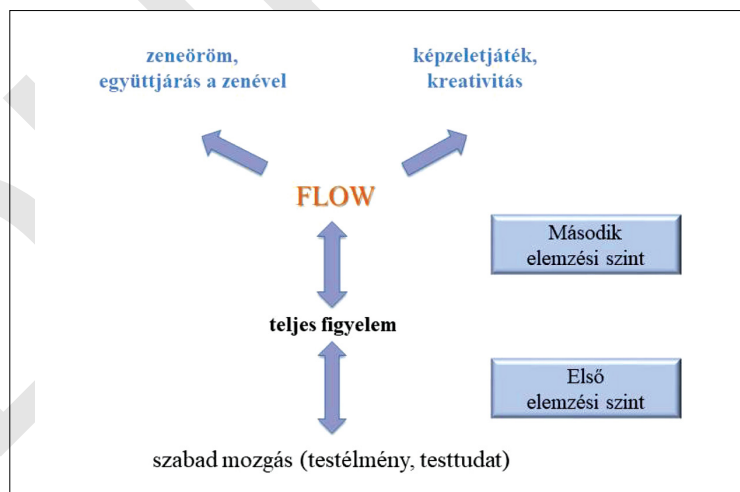 zeneöröm,
együttjárás a zenével
képzeletjáték,
kreativitás
FLOW
Második
elemzési szint
teljes figyelem
Első
elemzési szint
szabad mozgás (testélmény, testtudat)